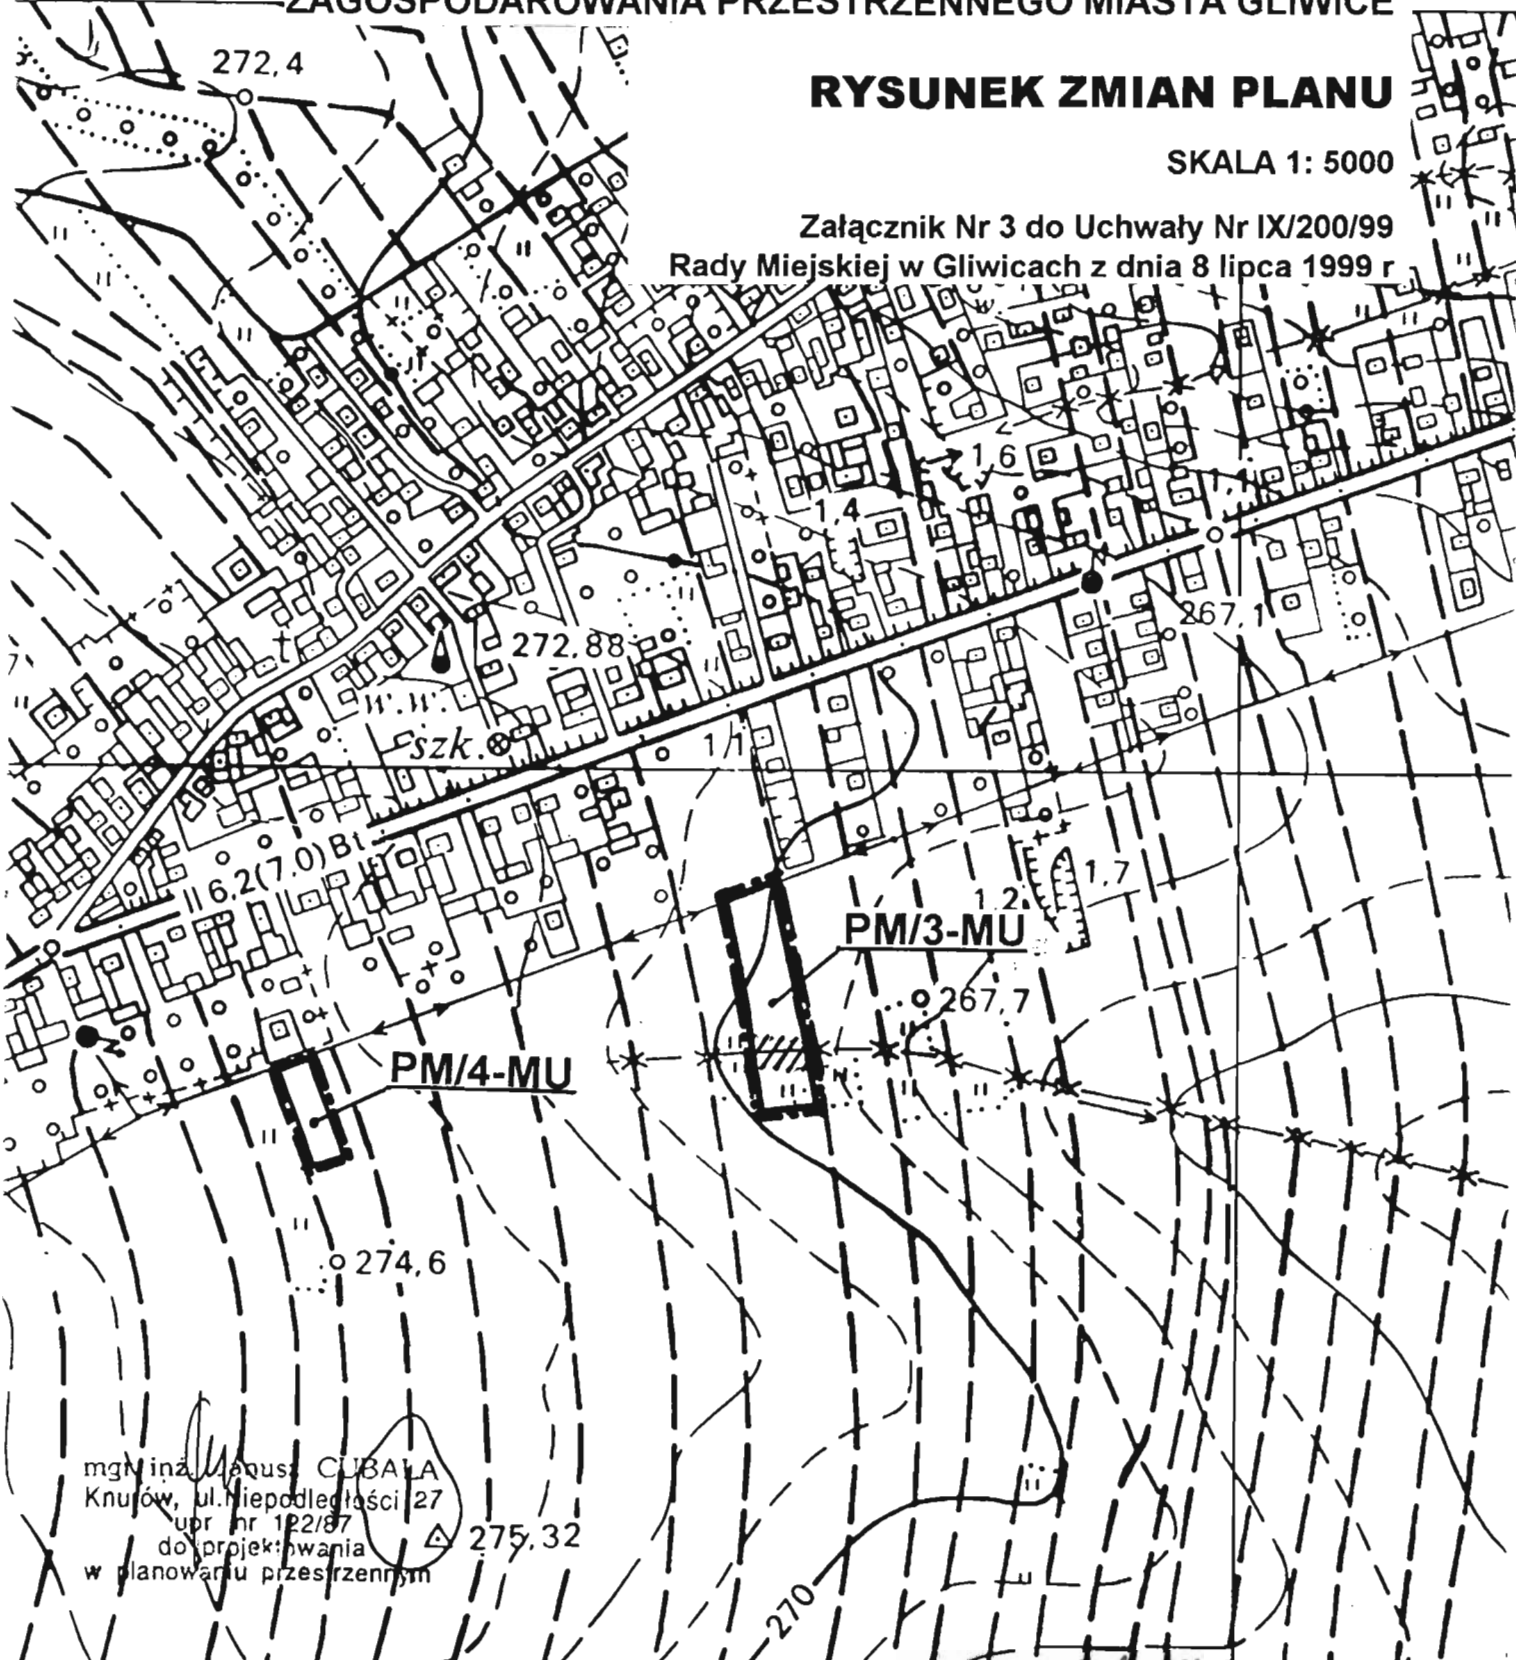 ZAGOSPODAROWANIA PRZESTRZENNEGO MIASTA GLIWICE
RYSUNEK ZMIAN PLANU
SKALA 1: 5000
Załącznik Nr 3 do Uchwały Nr IX/200/99
Rady Miejskiej w Gliwicach z dnia 8 lipca 1999 r
272,4
1,6
1,1
1,4
267,1
272,88
t
w.w.
szk.
1,1
6,2(7,0)Bt
1,7
1,2
PM/3-MU
267,7
PM/4-MU
274,6
mgr inż. Janusz CUBAŁA
Knurów, ul.Niepodległości 27
upr nr 122/87
do projektowania
w planowaniu przestrzennym
275,32
270